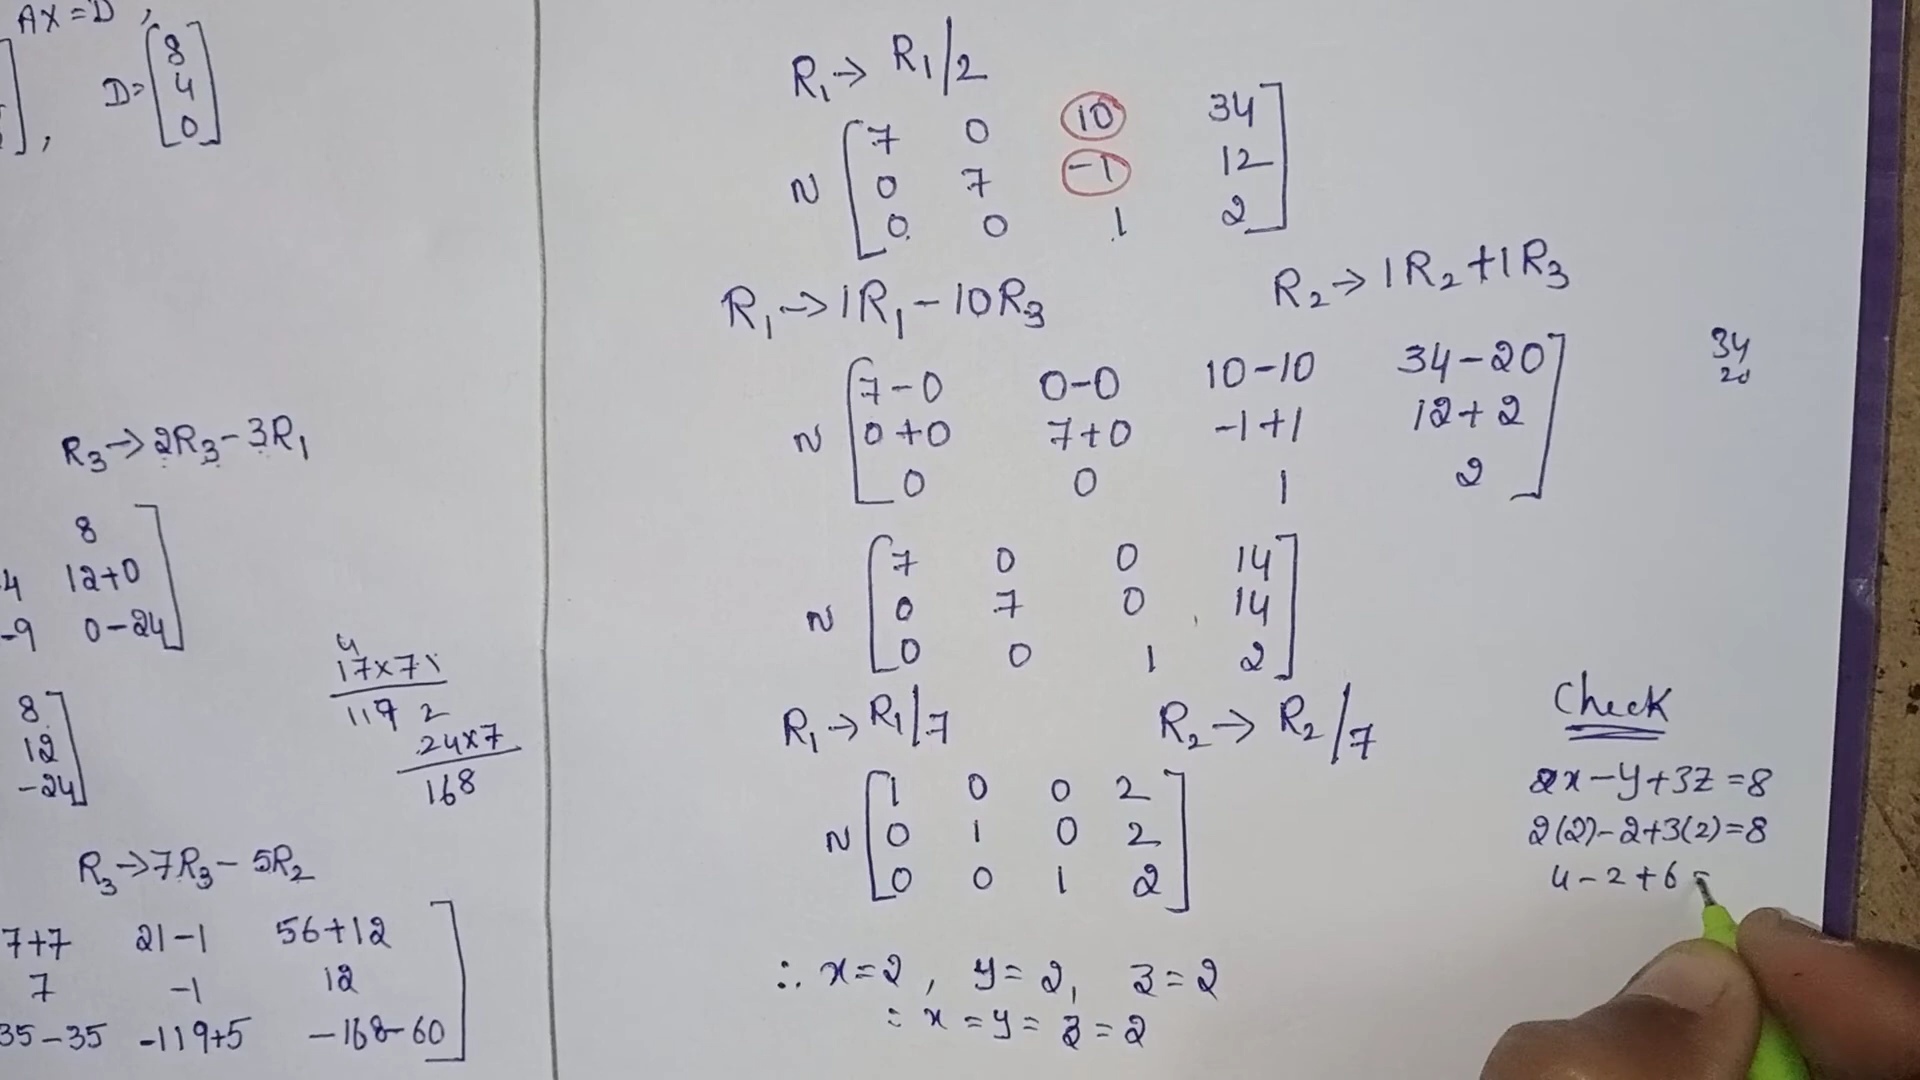 AX = D,
D = [8
4
0]
],
R3 → 2R3 - 3R1
8
4 12+0
-9 0-24]
8
12
-24]
17×7
119
24×7
168
R3 → 7R3 - 5R2
7+7 21-1 56+12
7 -1 12
35-35 -119+5 -168-60]
R1 → R1/2
~ [7 0 10 34
0 7 -1 12
0 0 1 2]
R1 → 1R1 - 10R3 R2 → 1R2 + 1R3
~ [7-0 0-0 10-10 34-20
0+0 7+0 -1+1 12+2
0 0 1 2]
34
20
~ [7 0 0 14
0 7 0 14
0 0 1 2]
R1 → R1/7 R2 → R2/7
~ [1 0 0 2
0 1 0 2
0 0 1 2]
∴ x = 2, y = 2, z = 2
= x = y = z = 2
Check
2x - y + 3z = 8
2(2) - 2 + 3(2) = 8
4 - 2 + 6